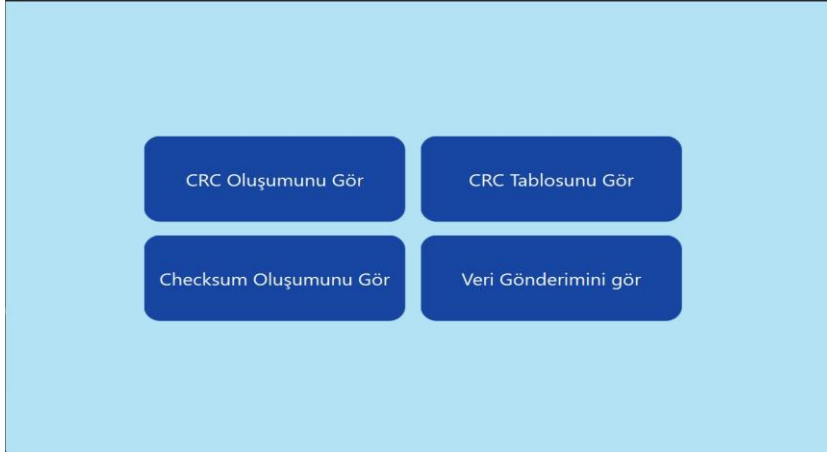 CRC Oluşumunu Gör
CRC Tablosunu Gör
Checksum Oluşumunu Gör
Veri Gönderimini gör